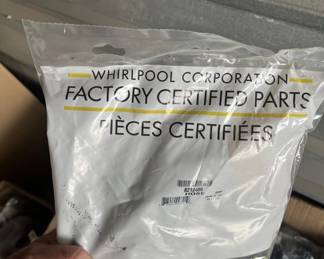 WHIRLPOOL CORPORATION
FACTORY CERTIFIED PARTS
PIÈCES CERTIFIÉES